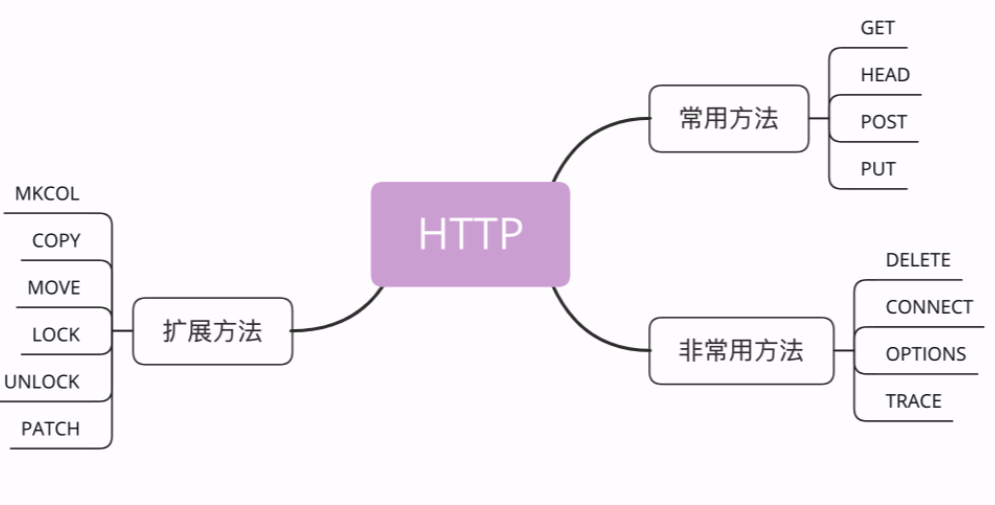 HTTP
常用方法
GET
HEAD
POST
PUT
非常用方法
DELETE
CONNECT
OPTIONS
TRACE
扩展方法
MKCOL
COPY
MOVE
LOCK
UNLOCK
PATCH